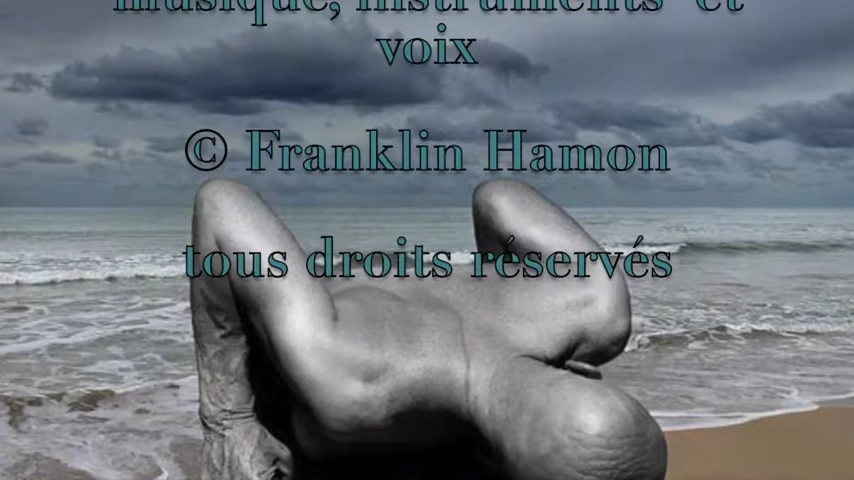 musique, instruments et
voix
© Franklin Hamon
tous droits réservés